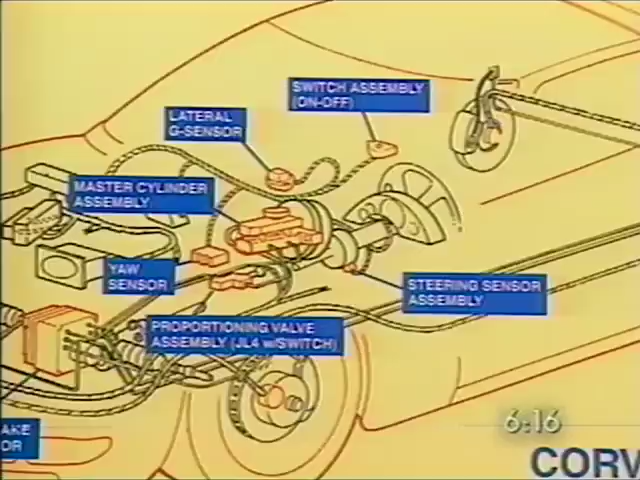 SWITCH ASSEMBLY
(ON-OFF)
LATERAL
G-SENSOR
MASTER CYLINDER
ASSEMBLY
YAW
SENSOR
STEERING SENSOR
ASSEMBLY
PROPORTIONING VALVE
ASSEMBLY (JL4 w/SWITCH)
6:16
AKE
OR
CORV